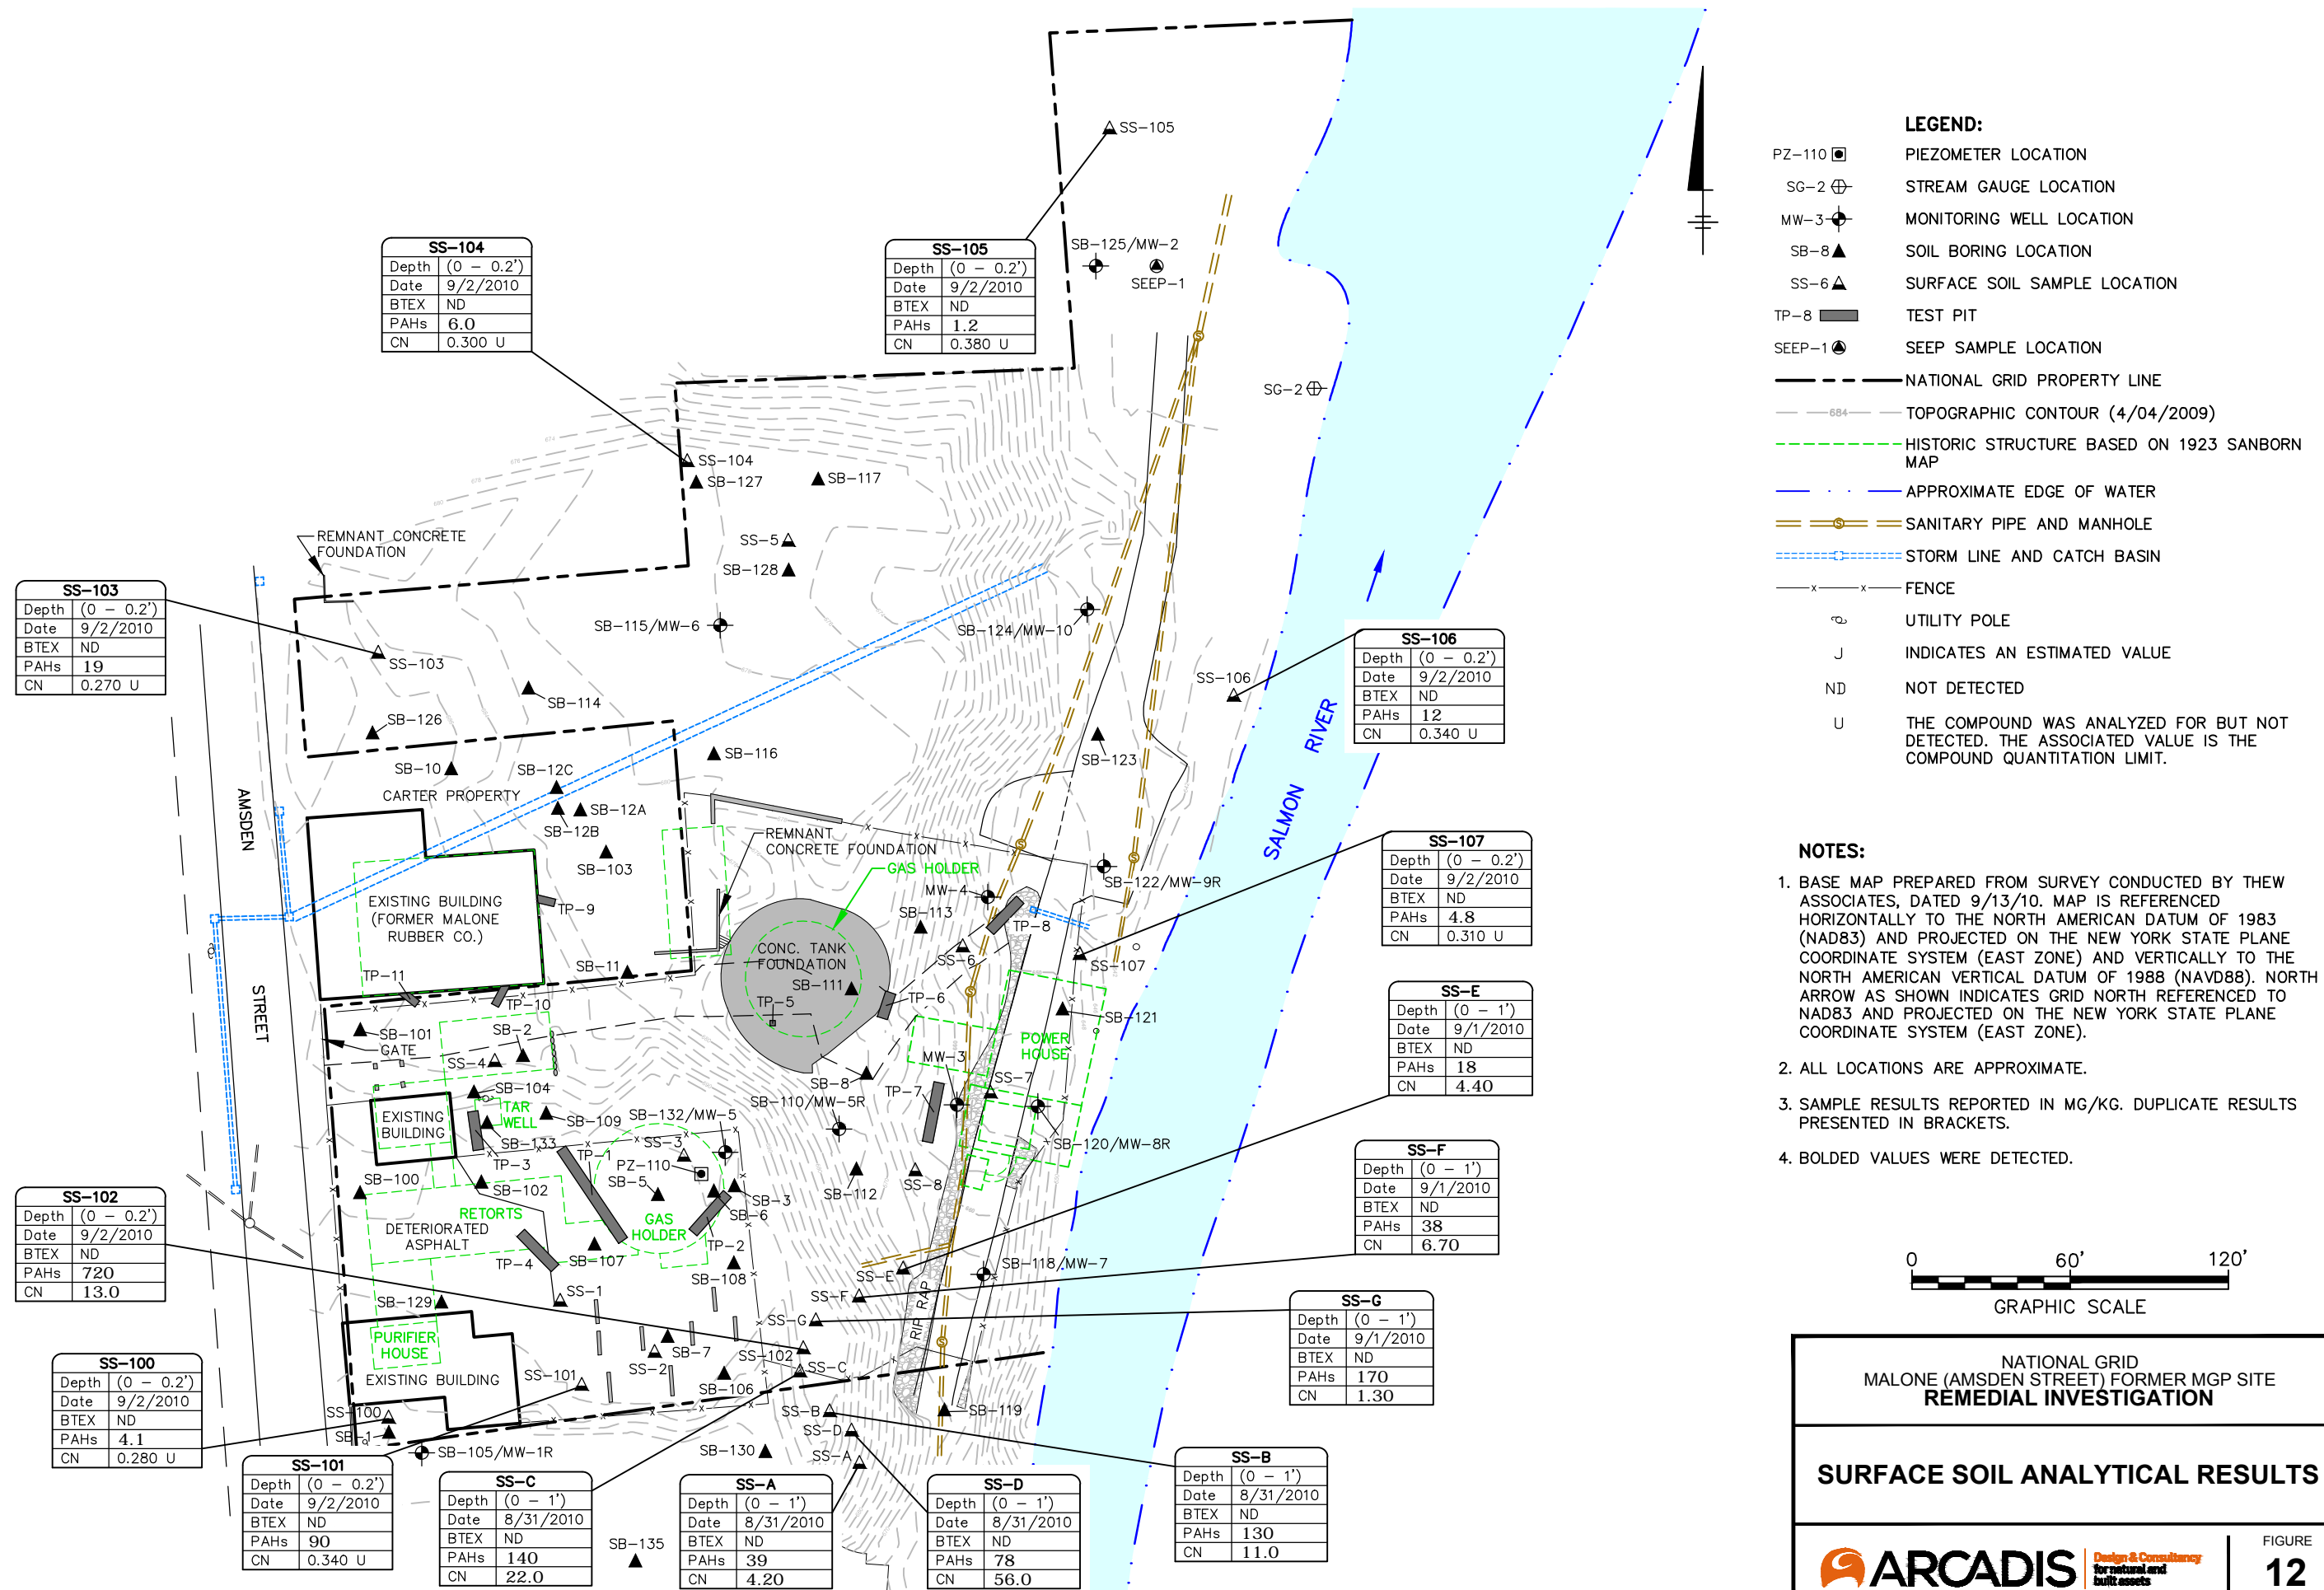 SS-104
Depth (0 - 0.2')
Date 9/2/2010
BTEX ND
PAHs 6.0
CN 0.300 U
SS-105
Depth (0 - 0.2')
Date 9/2/2010
BTEX ND
PAHs 1.2
CN 0.380 U
SS-105
SB-125/MW-2
SEEP-1
SG-2
SS-104
SB-127
SB-117
SS-5
SB-128
REMNANT CONCRETE
FOUNDATION
674
676
678
680
SS-103
Depth (0 - 0.2')
Date 9/2/2010
BTEX ND
PAHs 19
CN 0.270 U
SS-103
SB-115/MW-6
SB-124/MW-10
SB-114
SB-126
SB-116
SB-10
SB-12C
CARTER PROPERTY
SB-12A
SB-12B
SB-103
SS-106
SB-123
SS-106
Depth (0 - 0.2')
Date 9/2/2010
BTEX ND
PAHs 12
CN 0.340 U
SALMON RIVER
AMSDEN
STREET
REMNANT
CONCRETE FOUNDATION
GAS HOLDER
EXISTING BUILDING
(FORMER MALONE
RUBBER CO.)
TP-9
MW-4
SB-122/MW-9R
SB-113
TP-8
CONC. TANK
FOUNDATION
SS-6
SS-107
SB-11
TP-11
TP-10
SB-111
TP-5
TP-6
SB-121
SS-107
Depth (0 - 0.2')
Date 9/2/2010
BTEX ND
PAHs 4.8
CN 0.310 U
SB-101
GATE
SB-2
SS-4
POWER
HOUSE
MW-3
SS-7
SB-8
SB-104
SB-110/MW-5R
TP-7
EXISTING
BUILDING
TAR
WELL
SB-109
SB-132/MW-5
SB-133
TP-3
TP-1
SS-3
PZ-110
SB-120/MW-8R
SS-E
Depth (0 - 1')
Date 9/1/2010
BTEX ND
PAHs 18
CN 4.40
SB-100
SB-102
SB-5
SB-3
SB-6
SB-112
SS-8
RETORTS
DETERIORATED
ASPHALT
GAS
HOLDER
TP-2
TP-4
SB-107
SB-108
SS-F
Depth (0 - 1')
Date 9/1/2010
BTEX ND
PAHs 38
CN 6.70
SS-102
Depth (0 - 0.2')
Date 9/2/2010
BTEX ND
PAHs 720
CN 13.0
SS-E
SB-118/MW-7
SS-1
SS-F
SB-129
SS-G
RIP RAP
SS-G
Depth (0 - 1')
Date 9/1/2010
BTEX ND
PAHs 170
CN 1.30
PURIFIER
HOUSE
SB-7
SS-2
SS-102
SS-C
EXISTING BUILDING
SS-101
SB-106
SS-100
Depth (0 - 0.2')
Date 9/2/2010
BTEX ND
PAHs 4.1
CN 0.280 U
SS-100
SB-1
SB-105/MW-1R
SS-B
SB-119
SS-D
SB-130
SS-A
SS-101
Depth (0 - 0.2')
Date 9/2/2010
BTEX ND
PAHs 90
CN 0.340 U
SS-C
Depth (0 - 1')
Date 8/31/2010
BTEX ND
PAHs 140
CN 22.0
SB-135
SS-A
Depth (0 - 1')
Date 8/31/2010
BTEX ND
PAHs 39
CN 4.20
SS-D
Depth (0 - 1')
Date 8/31/2010
BTEX ND
PAHs 78
CN 56.0
SS-B
Depth (0 - 1')
Date 8/31/2010
BTEX ND
PAHs 130
CN 11.0
LEGEND:
PZ-110 PIEZOMETER LOCATION
SG-2 STREAM GAUGE LOCATION
MW-3 MONITORING WELL LOCATION
SB-8 SOIL BORING LOCATION
SS-6 SURFACE SOIL SAMPLE LOCATION
TP-8 TEST PIT
SEEP-1 SEEP SAMPLE LOCATION
NATIONAL GRID PROPERTY LINE
684 TOPOGRAPHIC CONTOUR (4/04/2009)
HISTORIC STRUCTURE BASED ON 1923 SANBORN
MAP
APPROXIMATE EDGE OF WATER
S SANITARY PIPE AND MANHOLE
STORM LINE AND CATCH BASIN
x x FENCE
UTILITY POLE
J INDICATES AN ESTIMATED VALUE
ND NOT DETECTED
U THE COMPOUND WAS ANALYZED FOR BUT NOT
DETECTED. THE ASSOCIATED VALUE IS THE
COMPOUND QUANTITATION LIMIT.
NOTES:
1. BASE MAP PREPARED FROM SURVEY CONDUCTED BY THEW
ASSOCIATES, DATED 9/13/10. MAP IS REFERENCED
HORIZONTALLY TO THE NORTH AMERICAN DATUM OF 1983
(NAD83) AND PROJECTED ON THE NEW YORK STATE PLANE
COORDINATE SYSTEM (EAST ZONE) AND VERTICALLY TO THE
NORTH AMERICAN VERTICAL DATUM OF 1988 (NAVD88). NORTH
ARROW AS SHOWN INDICATES GRID NORTH REFERENCED TO
NAD83 AND PROJECTED ON THE NEW YORK STATE PLANE
COORDINATE SYSTEM (EAST ZONE).
2. ALL LOCATIONS ARE APPROXIMATE.
3. SAMPLE RESULTS REPORTED IN MG/KG. DUPLICATE RESULTS
PRESENTED IN BRACKETS.
4. BOLDED VALUES WERE DETECTED.
0 60' 120'
GRAPHIC SCALE
NATIONAL GRID
MALONE (AMSDEN STREET) FORMER MGP SITE
REMEDIAL INVESTIGATION
SURFACE SOIL ANALYTICAL RESULTS
ARCADIS
Design & Consultancy
for natural and
built assets
FIGURE
12